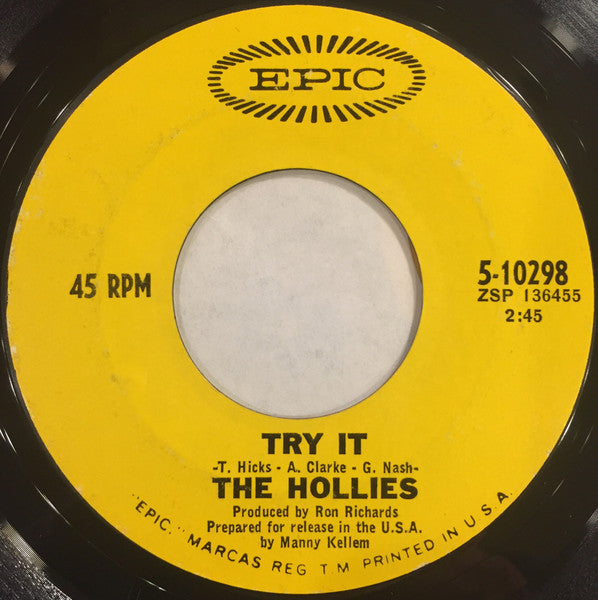 EPIC
45 RPM
5-10298
ZSP 136455
2:45
TRY IT
-T. Hicks - A. Clarke - G. Nash-
THE HOLLIES
Produced by Ron Richards
Prepared for release in the U.S.A.
by Manny Kellem
"EPIC," MARCAS REG T.M PRINTED IN U.S.A.